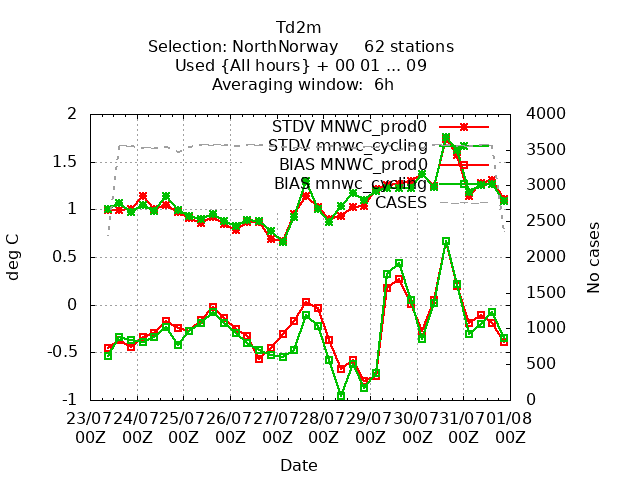 Td2m
Selection: NorthNorway 62 stations
Used {All hours} + 00 01 ... 09
Averaging window: 6h
STDV MNWC_prod0
STDV mnwc_cycling
BIAS MNWC_prod0
BIAS mnwc_cycling
CASES
2
1.5
1
0.5
0
-0.5
-1
deg C
4000
3500
3000
2500
2000
1500
1000
500
0
No cases
23/07 24/07 25/07 26/07 27/07 28/07 29/07 30/07 31/07 01/08
00Z 00Z 00Z 00Z 00Z 00Z 00Z 00Z 00Z 00Z
Date